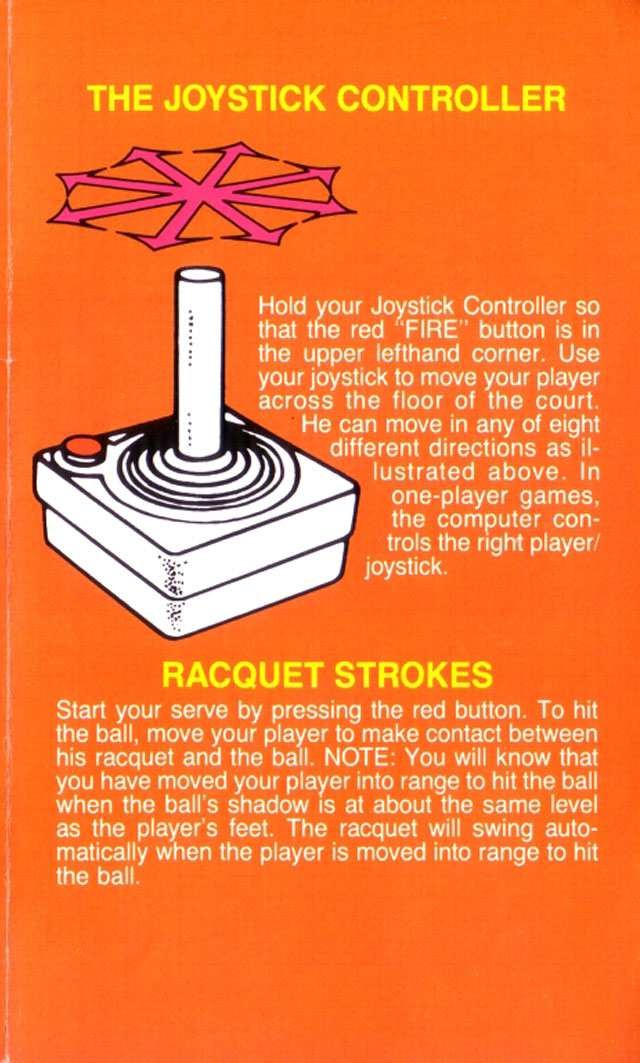 THE JOYSTICK CONTROLLER
Hold your Joystick Controller so
that the red "FIRE" button is in
the upper lefthand corner. Use
your joystick to move your player
across the floor of the court.
He can move in any of eight
different directions as il-
lustrated above. In
one-player games,
the computer con-
trols the right player/
joystick.
RACQUET STROKES
Start your serve by pressing the red button. To hit
the ball, move your player to make contact between
his racquet and the ball. NOTE: You will know that
you have moved your player into range to hit the ball
when the ball's shadow is at about the same level
as the player's feet. The racquet will swing auto-
matically when the player is moved into range to hit
the ball.